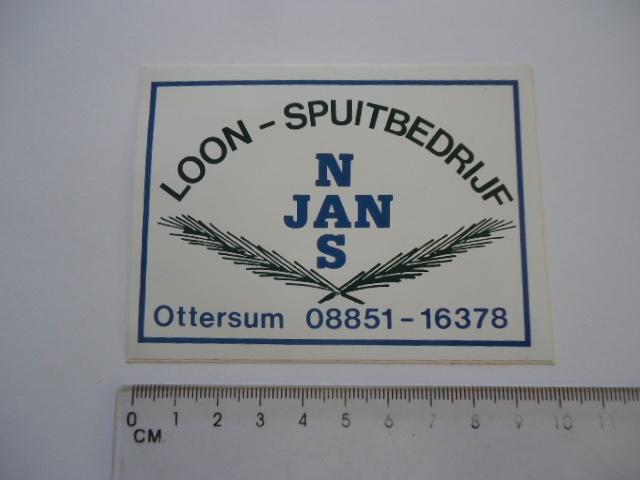 LOON - SPUITBEDRIJF
N
JAN
S
Ottersum 08851-16378
0 1 2 3 4 5 6 7 8 9 10 11
CM